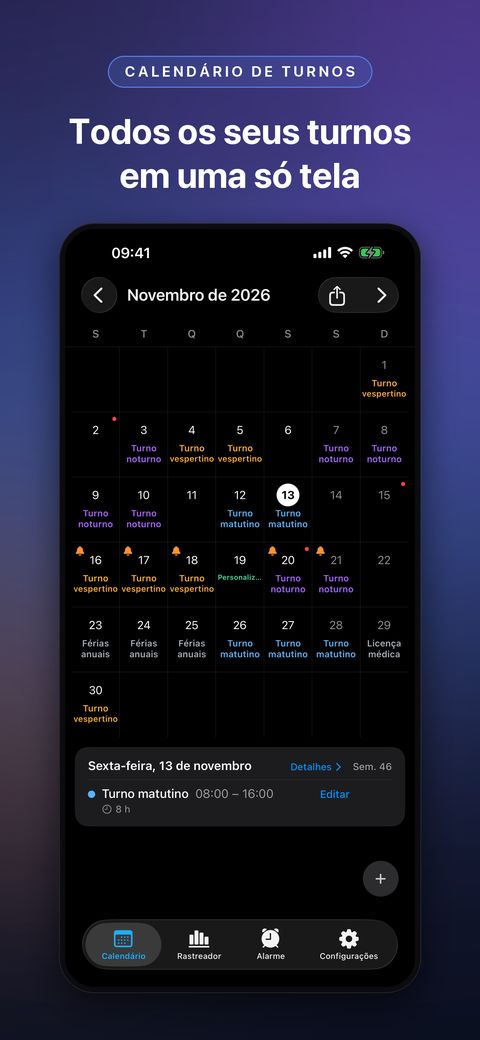 CALENDÁRIO DE TURNOS
Todos os seus turnos
em uma só tela
09:41
Novembro de 2026
S T Q Q S S D
1
Turno
vespertino
2 3 4 5 6 7 8
Turno Turno Turno Turno Turno
noturno vespertino vespertino noturno noturno
9 10 11 12 13 14 15
Turno Turno Turno Turno
noturno noturno matutino matutino
16 17 18 19 20 21 22
Turno Turno Turno Personaliz... Turno Turno
vespertino vespertino vespertino noturno noturno
23 24 25 26 27 28 29
Férias Férias Férias Turno Turno Turno Licença
anuais anuais anuais matutino matutino matutino médica
30
Turno
vespertino
Sexta-feira, 13 de novembro Detalhes Sem. 46
Turno matutino 08:00 – 16:00 Editar
8 h
Calendário Rastreador Alarme Configurações